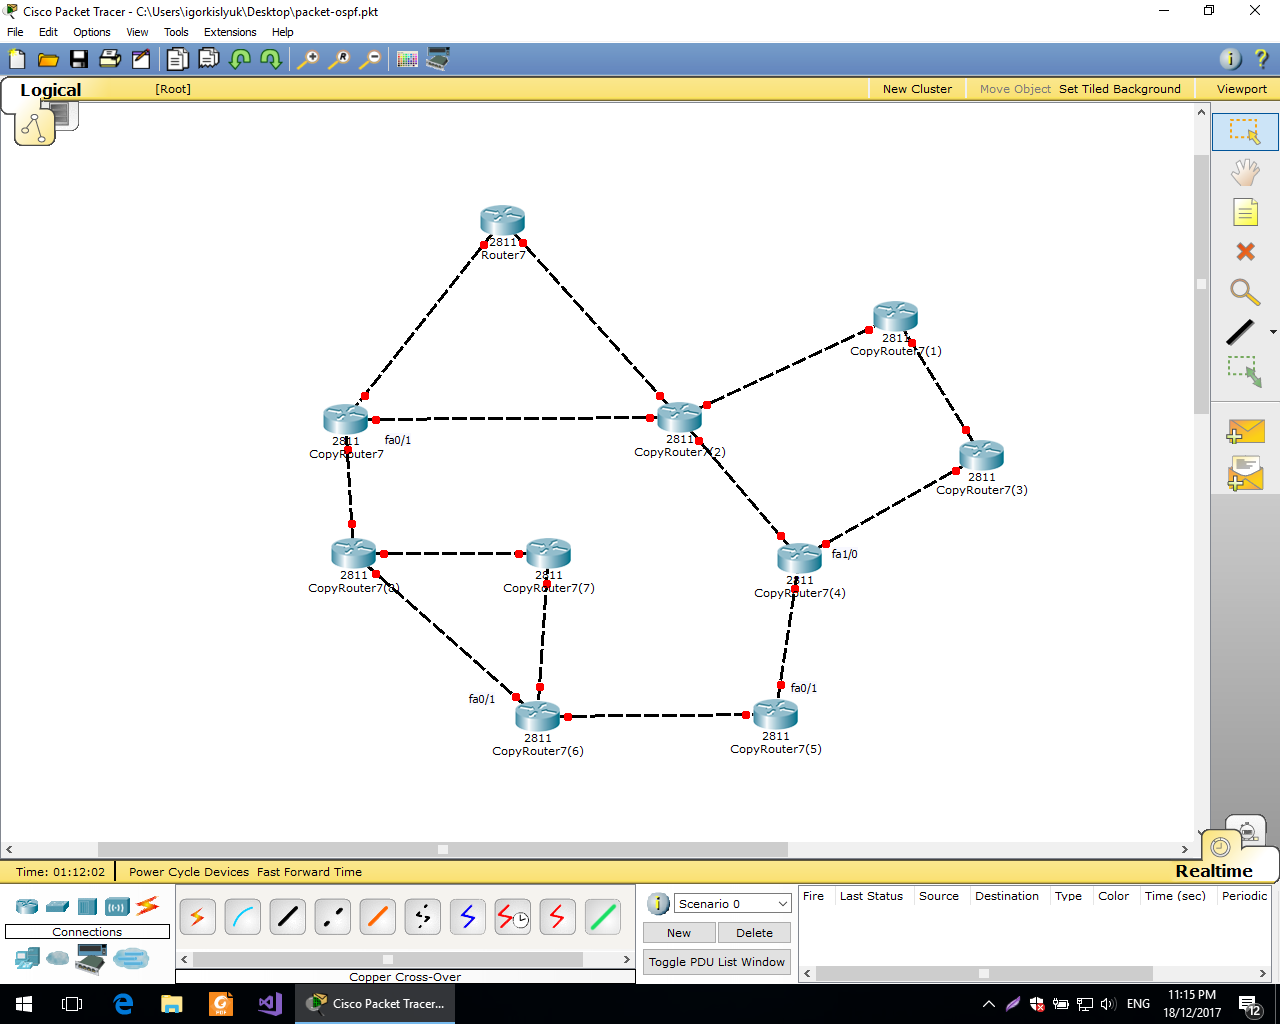 Cisco Packet Tracer - C:\Users\igorkislyuk\Desktop\packet-ospf.pkt
File Edit Options View Tools Extensions Help
Logical [Root] New Cluster Move Object Set Tiled Background Viewport
2811
Router7
2811
CopyRouter7(1)
2811
CopyRouter7
fa0/1
2811
CopyRouter7(2)
2811
CopyRouter7(3)
2811
CopyRouter7(8)
2811
CopyRouter7(7)
fa1/0
2811
CopyRouter7(4)
fa0/1
2811
CopyRouter7(6)
fa0/1
2811
CopyRouter7(5)
Realtime
Time: 01:12:02 Power Cycle Devices Fast Forward Time
Connections
Copper Cross-Over
Scenario 0
New Delete
Toggle PDU List Window
Fire Last Status Source Destination Type Color Time (sec) Periodic
Cisco Packet Tracer...
ENG
11:15 PM
18/12/2017
12